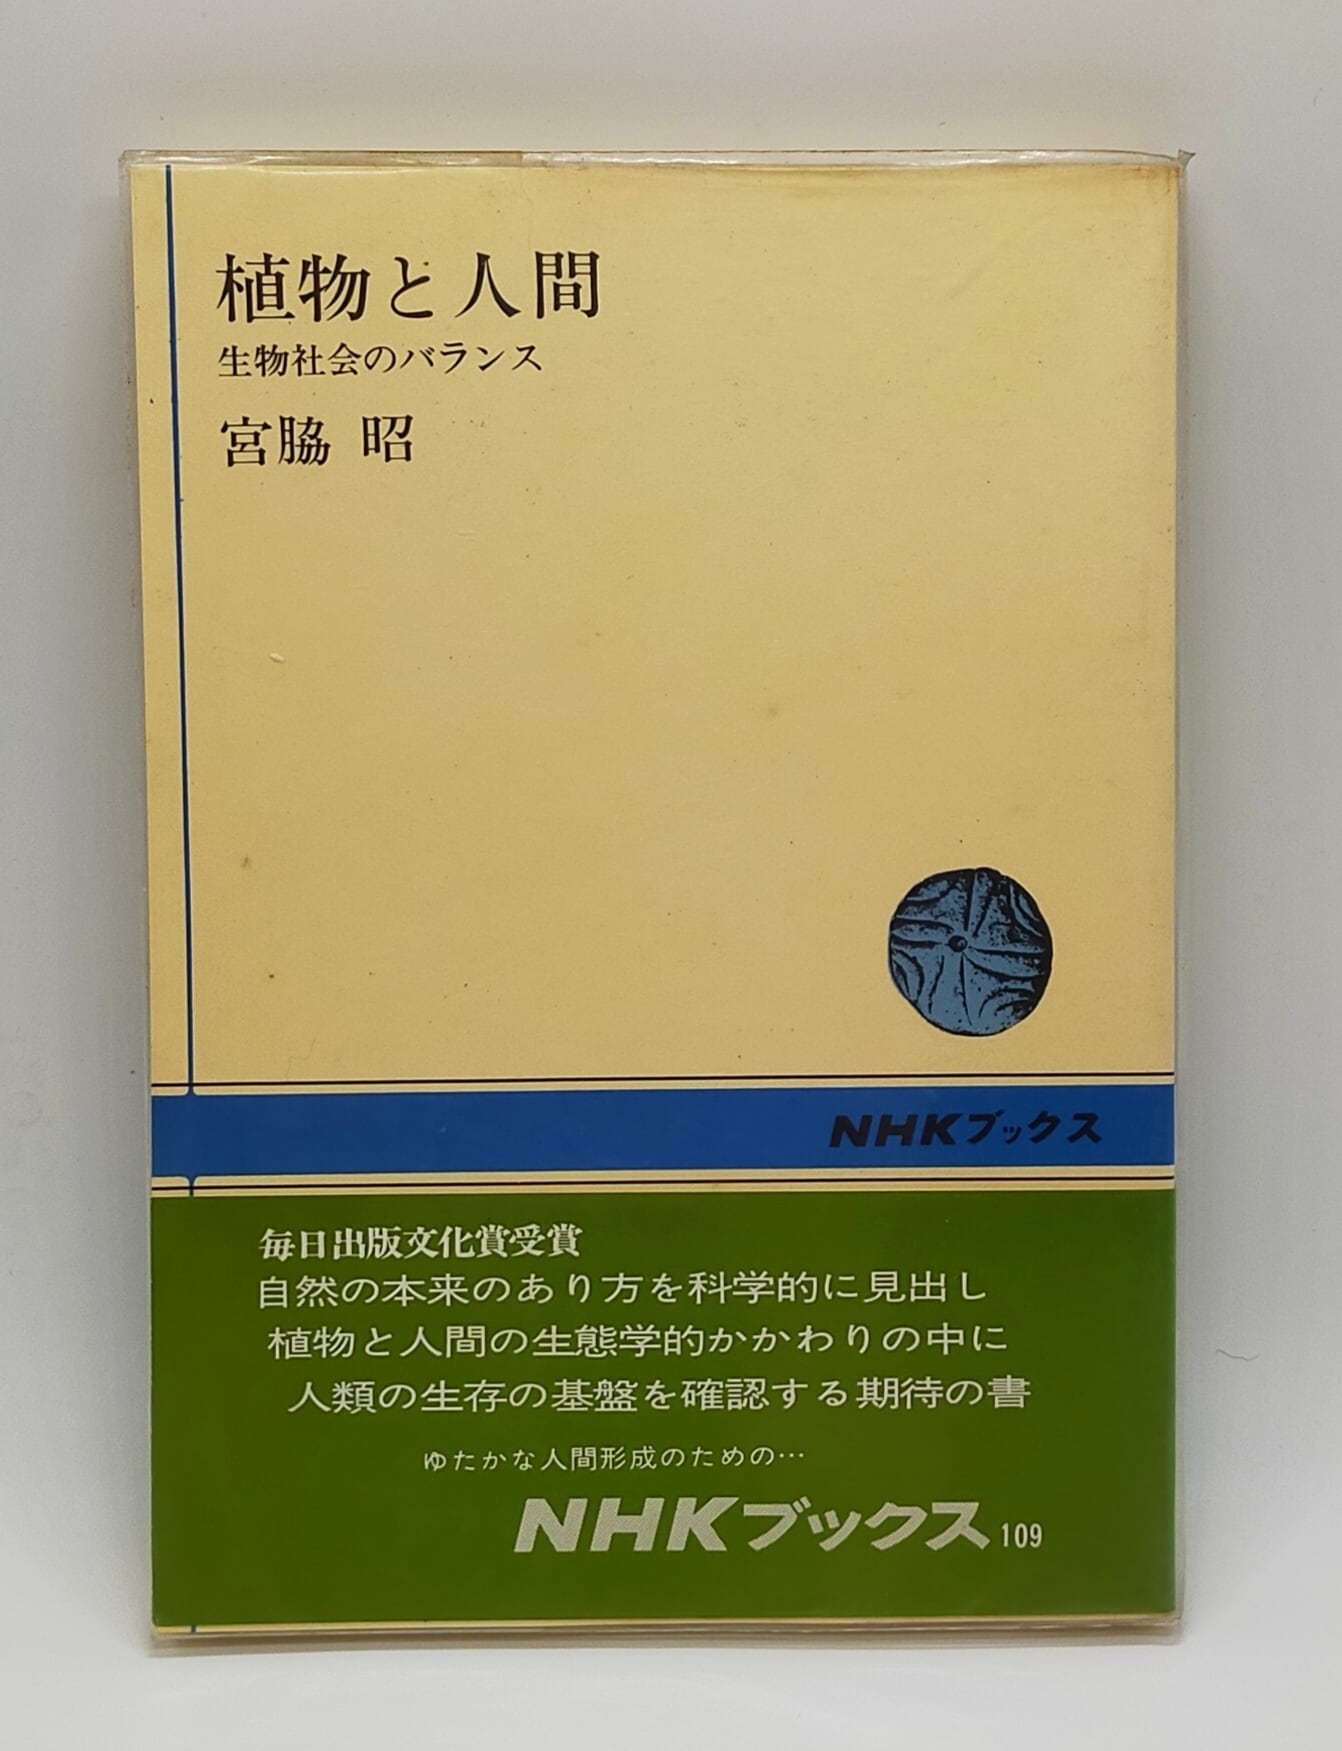 植物と人間
生物社会のバランス
宮脇 昭
NHKブックス
毎日出版文化賞受賞
自然の本来のあり方を科学的に見出し
植物と人間の生態学的かかわりの中に
人類の生存の基盤を確認する期待の書
ゆたかな人間形成のための…
NHKブックス109